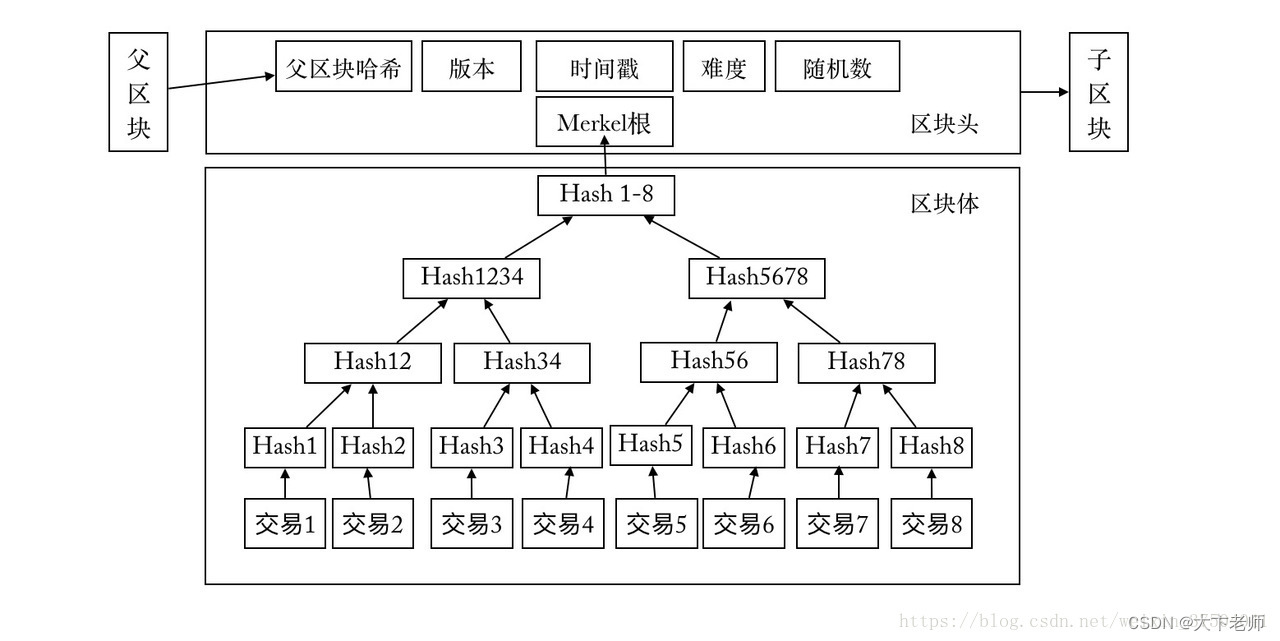 父区块
父区块哈希
版本
时间戳
难度
随机数
Merkel根
区块头
子区块
Hash 1-8
区块体
Hash1234
Hash5678
Hash12
Hash34
Hash56
Hash78
Hash1
Hash2
Hash3
Hash4
Hash5
Hash6
Hash7
Hash8
交易1
交易2
交易3
交易4
交易5
交易6
交易7
交易8
https://blog.csdn.net/
CSDN @大下老师